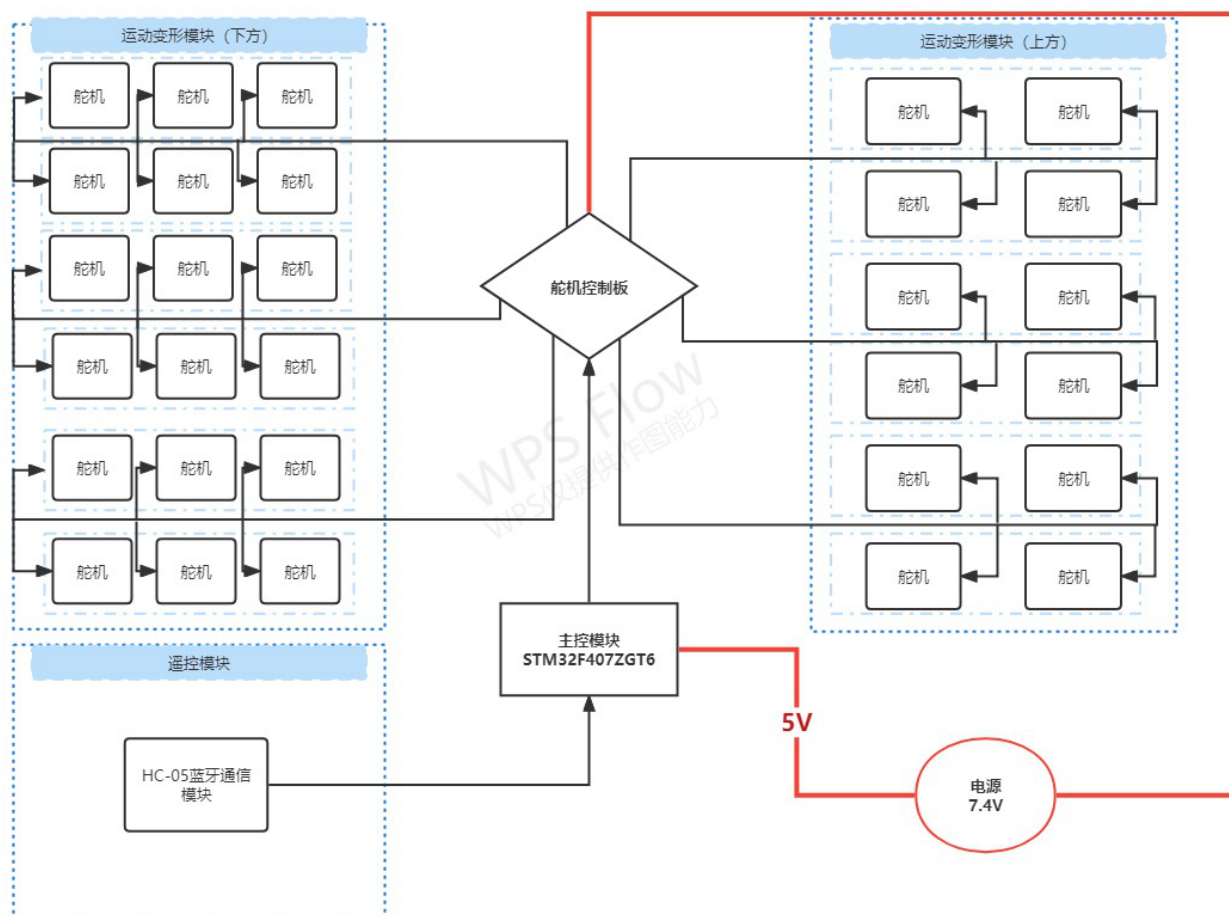 运动变形模块（下方）
舵机 舵机 舵机
舵机 舵机 舵机
舵机 舵机 舵机
舵机 舵机 舵机
舵机 舵机 舵机
舵机 舵机 舵机
运动变形模块（上方）
舵机 舵机
舵机 舵机
舵机 舵机
舵机 舵机
舵机 舵机
舵机 舵机
舵机控制板
WPS Flow
WPS仅提供作图能力
主控模块
STM32F407ZGT6
遥控模块
HC-05蓝牙通信
模块
5V
电源
7.4V